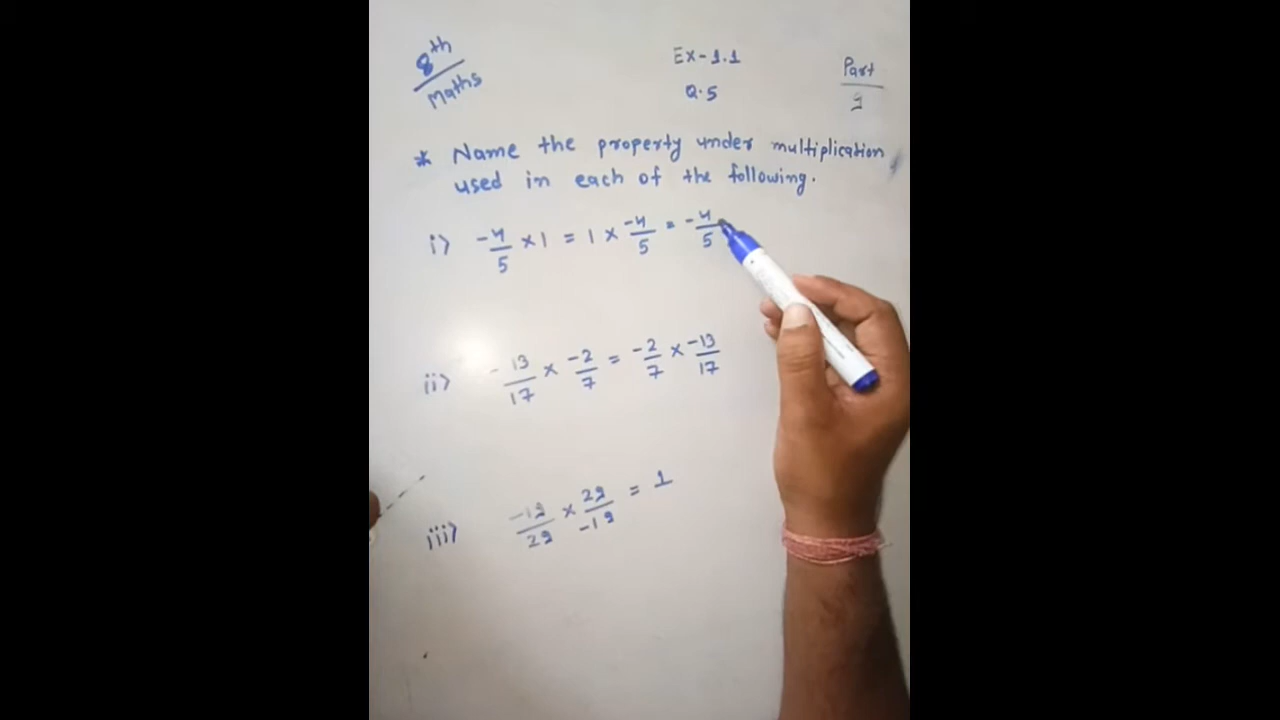 8th
Maths
Ex-1.1
Q.5
Part
9
* Name the property under multiplication
used in each of the following.
i) -4/5 × 1 = 1 × -4/5 = -4/5
ii) -13/17 × -2/7 = -2/7 × -13/17
iii) -19/29 × 29/-19 = 1